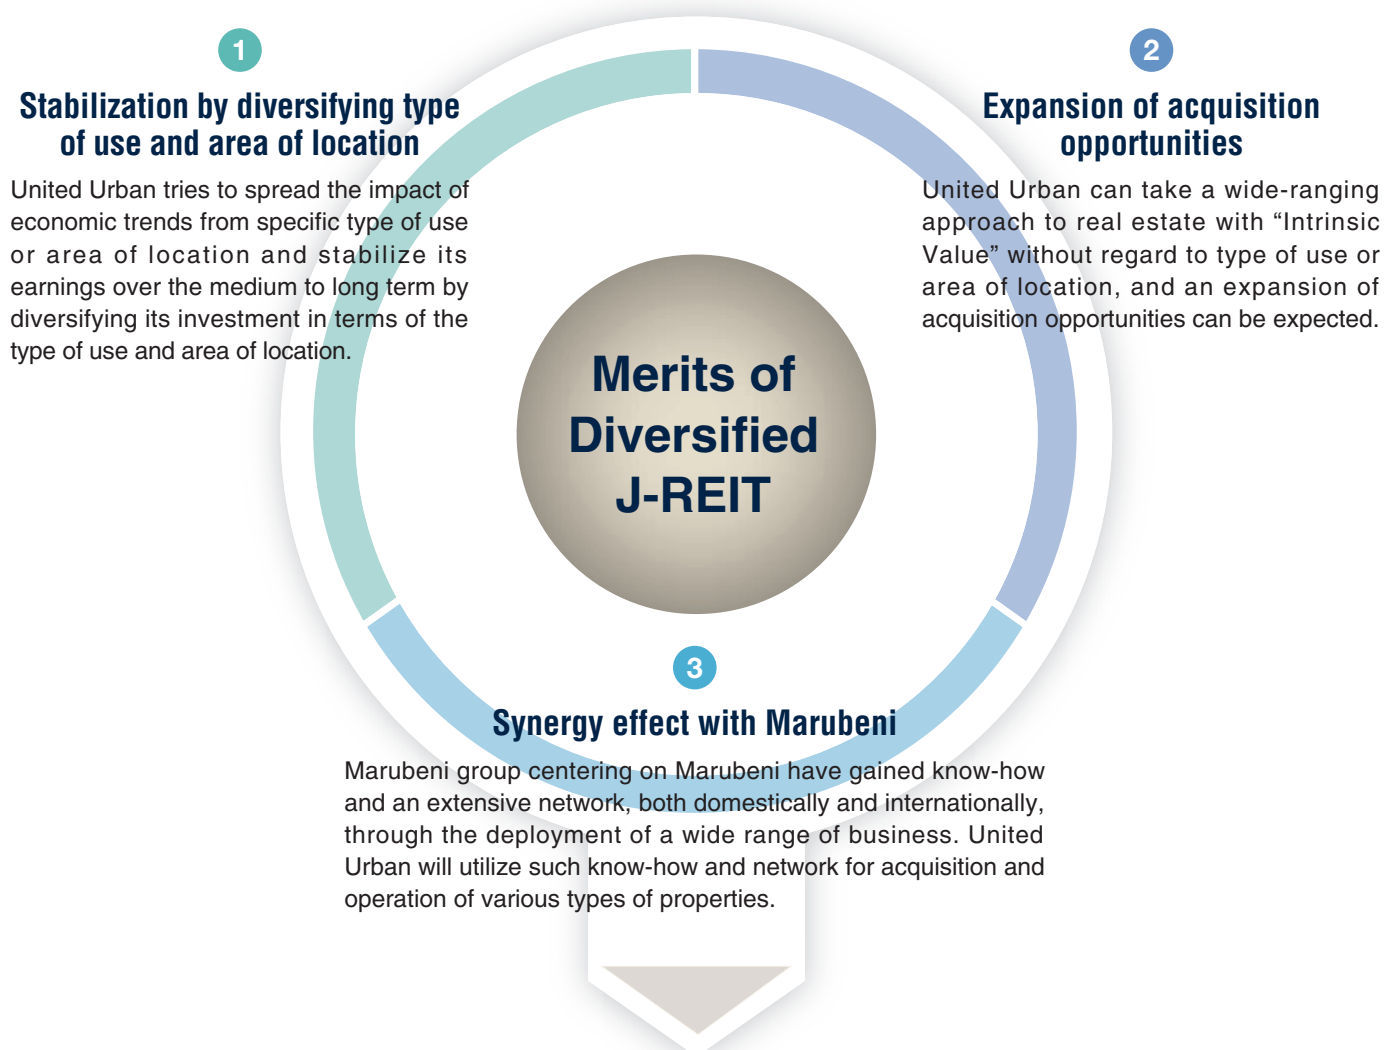 1
Stabilization by diversifying type
of use and area of location
United Urban tries to spread the impact of
economic trends from specific type of use
or area of location and stabilize its
earnings over the medium to long term by
diversifying its investment in terms of the
type of use and area of location.
2
Expansion of acquisition
opportunities
United Urban can take a wide-ranging
approach to real estate with “Intrinsic
Value” without regard to type of use or
area of location, and an expansion of
acquisition opportunities can be expected.
Merits of
Diversified
J-REIT
3
Synergy effect with Marubeni
Marubeni group centering on Marubeni have gained know-how
and an extensive network, both domestically and internationally,
through the deployment of a wide range of business. United
Urban will utilize such know-how and network for acquisition and
operation of various types of properties.